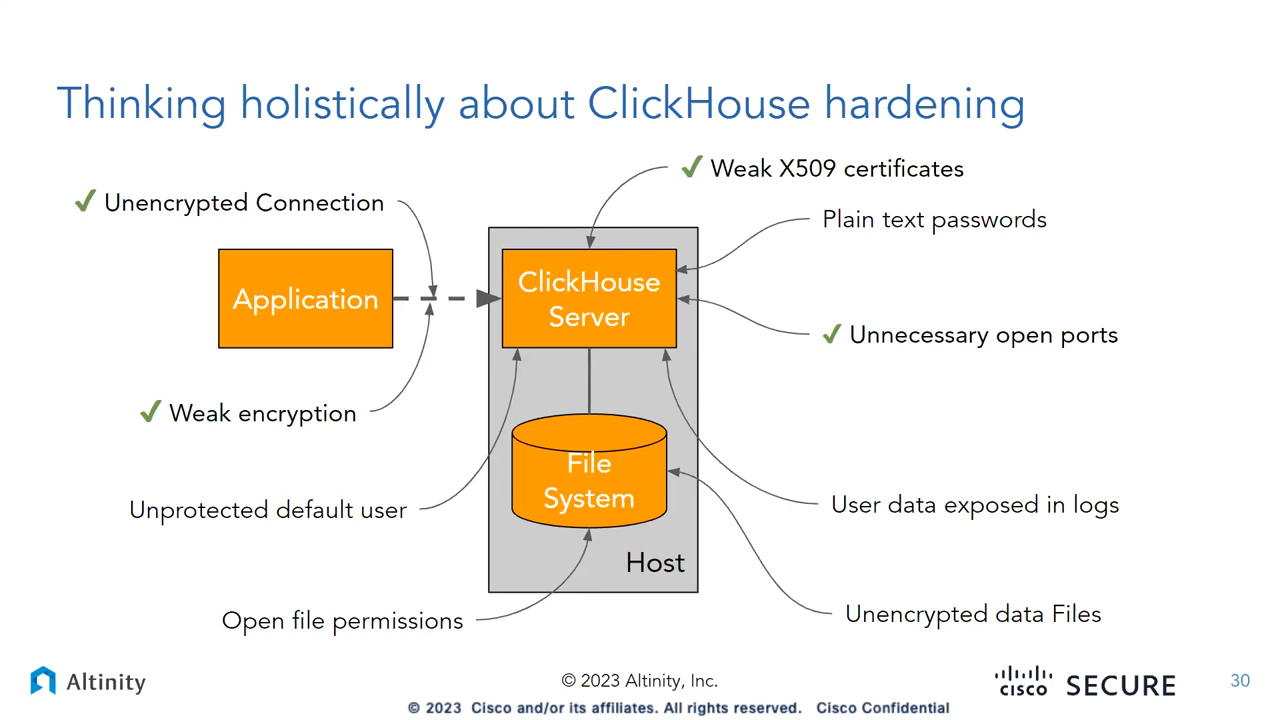 Thinking holistically about ClickHouse hardening
✔ Weak X509 certificates
✔ Unencrypted Connection
Plain text passwords
Application
ClickHouse
Server
✔ Unnecessary open ports
✔ Weak encryption
File
System
Unprotected default user
User data exposed in logs
Host
Open file permissions
Unencrypted data Files
Altinity
© 2023 Altinity, Inc.
cisco SECURE
30
© 2023 Cisco and/or its affiliates. All rights reserved. Cisco Confidential